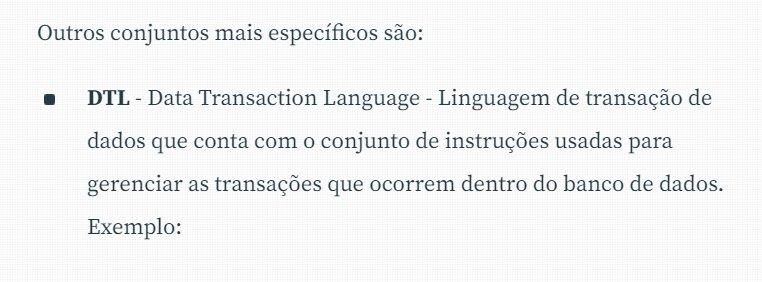 Outros conjuntos mais específicos são:
DTL - Data Transaction Language - Linguagem de transação de
dados que conta com o conjunto de instruções usadas para
gerenciar as transações que ocorrem dentro do banco de dados.
Exemplo: